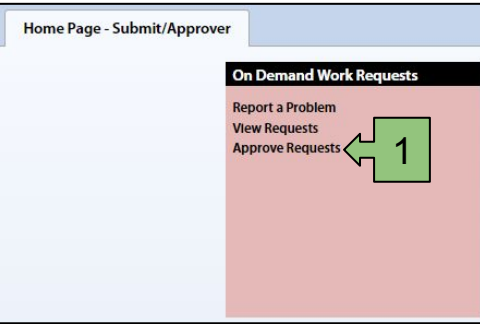 Home Page - Submit/Approver
On Demand Work Requests
Report a Problem
View Requests
Approve Requests
1